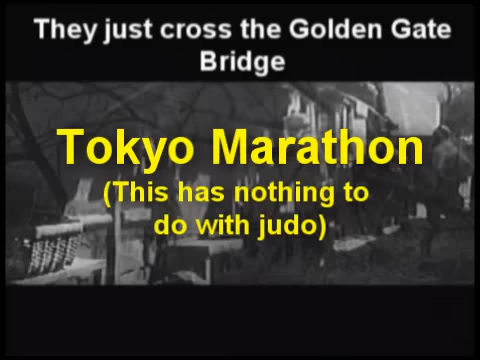 They just cross the Golden Gate
Bridge
Tokyo Marathon
(This has nothing to
do with judo)